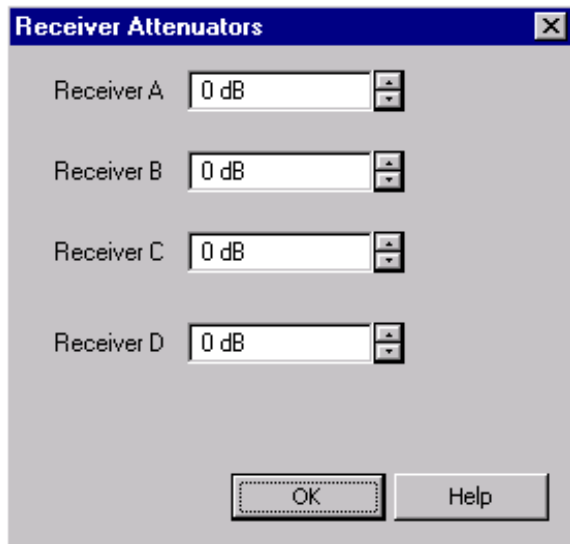 Receiver Attenuators
Receiver A 0 dB
Receiver B 0 dB
Receiver C 0 dB
Receiver D 0 dB
OK Help